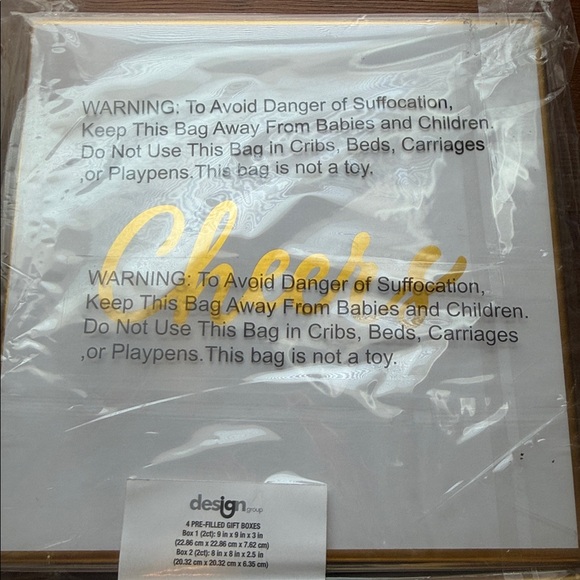 WARNING: To Avoid Danger of Suffocation,
Keep This Bag Away From Babies and Children.
Do Not Use This Bag in Cribs, Beds, Carriages
,or Playpens.This bag is not a toy.
Cheers
WARNING: To Avoid Danger of Suffocation,
Keep This Bag Away From Babies and Children.
Do Not Use This Bag in Cribs, Beds, Carriages
,or Playpens.This bag is not a toy.
design group
4 PRE-FILLED GIFT BOXES
Box 1 (2ct): 9 in x 9 in x 3 in
(22.86 cm x 22.86 cm x 7.62 cm)
Box 2 (2ct): 8 in x 8 in x 2.5 in
(20.32 cm x 20.32 cm x 6.35 cm)